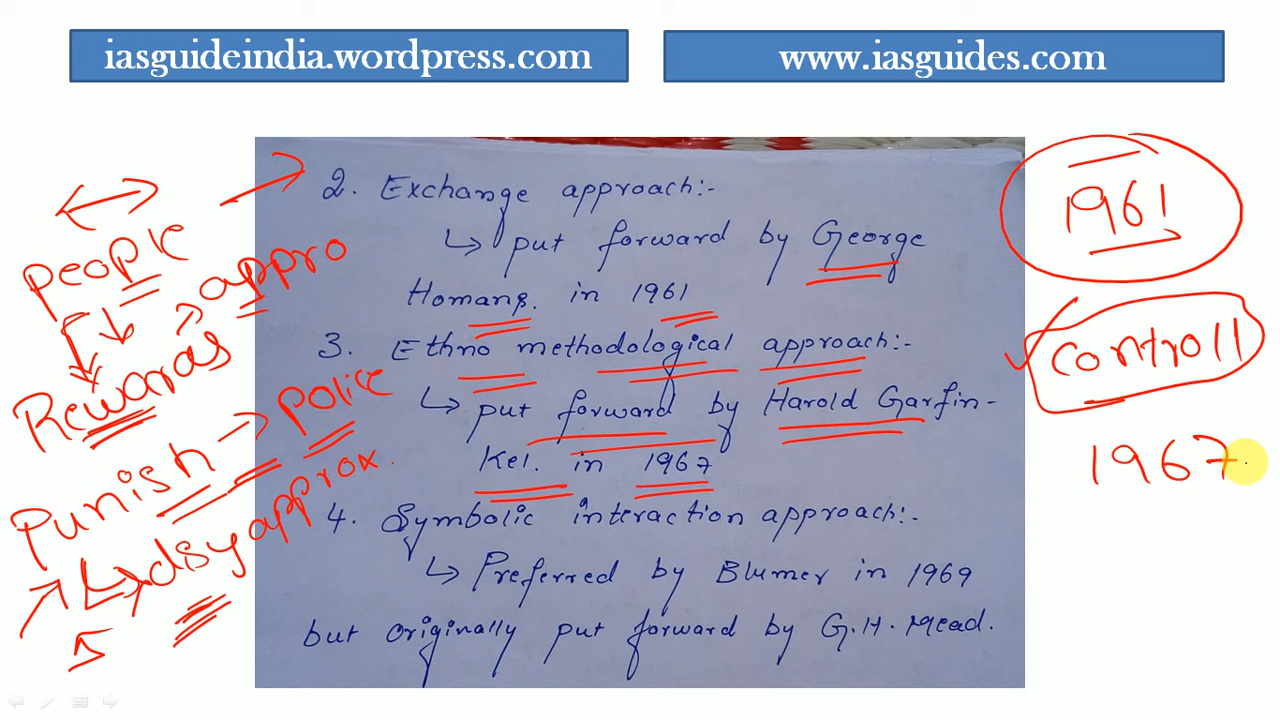 iasguideindia.wordpress.com
www.iasguides.com
2. Exchange approach:-
↳ put forward by George
Homans. in 1961
3. Ethno methodological approach:-
↳ put forward by Harold Garfin-
kel. in 1967
4. Symbolic interaction approach:-
↳ Preferred by Blumer in 1969
but originally put forward by G.H. Mead.
people
appro
Rewards
Punish → police
disyapprox.
1961
controll
1967